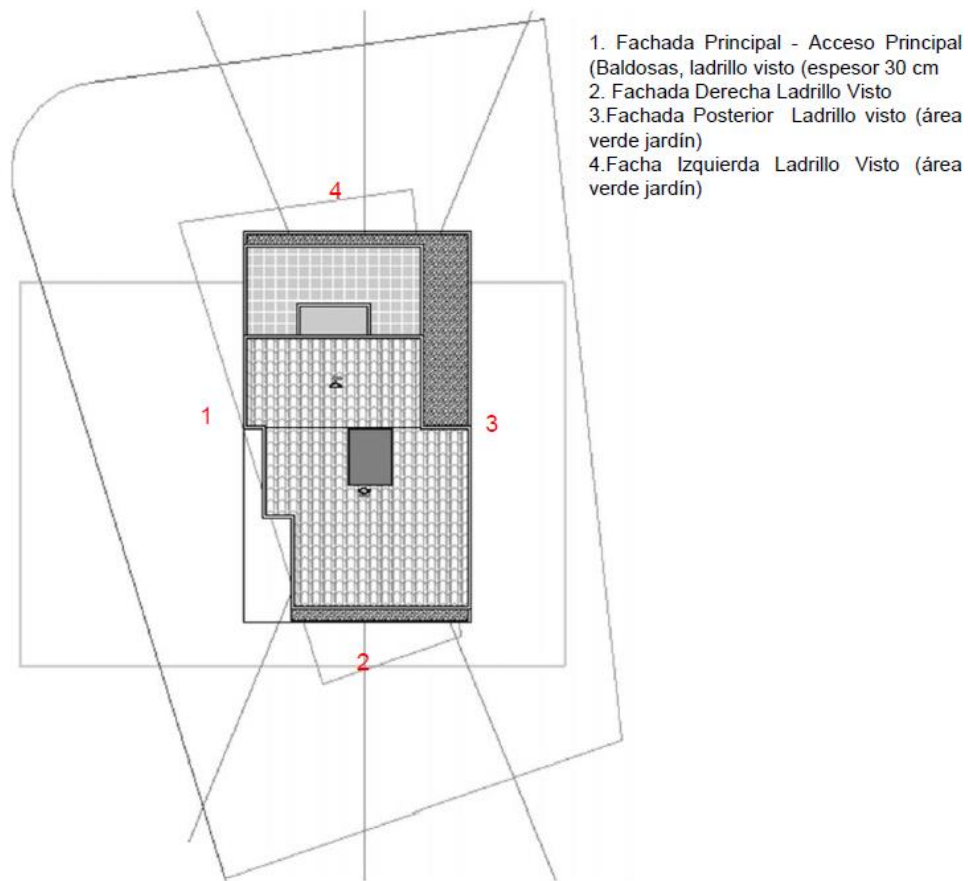 1. Fachada Principal - Acceso Principal
(Baldosas, ladrillo visto (espesor 30 cm
2. Fachada Derecha Ladrillo Visto
3.Fachada Posterior Ladrillo visto (área
verde jardín)
4.Facha Izquierda Ladrillo Visto (área
verde jardín)
4
1
3
2